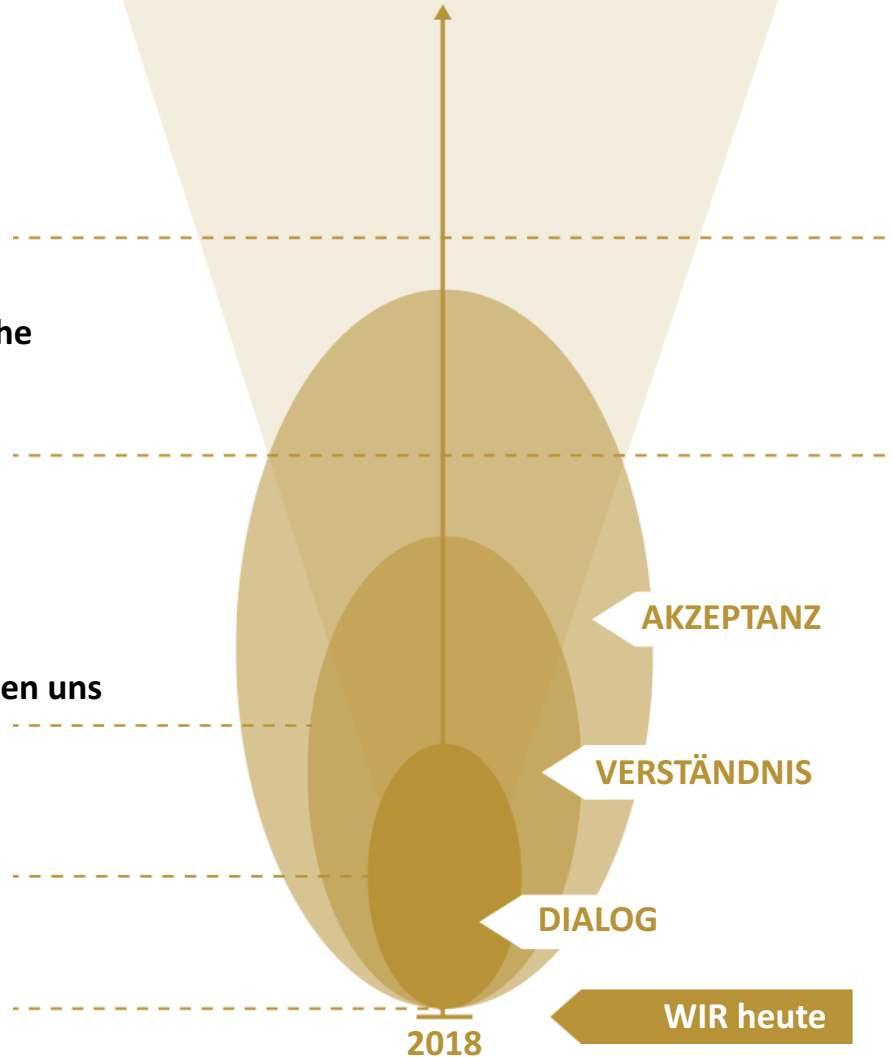 he
AKZEPTANZ
en uns
VERSTÄNDNIS
DIALOG
WIR heute
2018